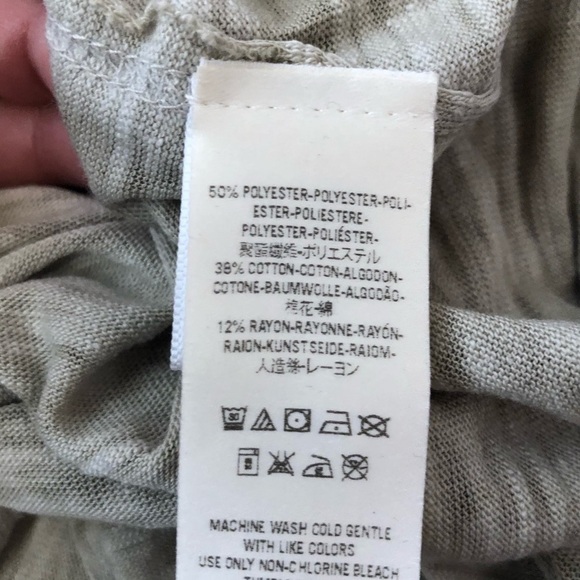 50% POLYESTER-POLYESTER-POLI-
ESTER-POLIESTERE-
POLYESTER-POLIÉSTER-
聚酯纖維-ポリエステル
38% COTTON-COTON-ALGODON-
COTONE-BAUMWOLLE-ALGODÃO-
棉花-綿
12% RAYON-RAYONNE-RAYÓN-
RAION-KUNSTSEIDE-RAIOM-
人造絲-レーヨン
MACHINE WASH COLD GENTLE
WITH LIKE COLORS
USE ONLY NON-CHLORINE BLEACH